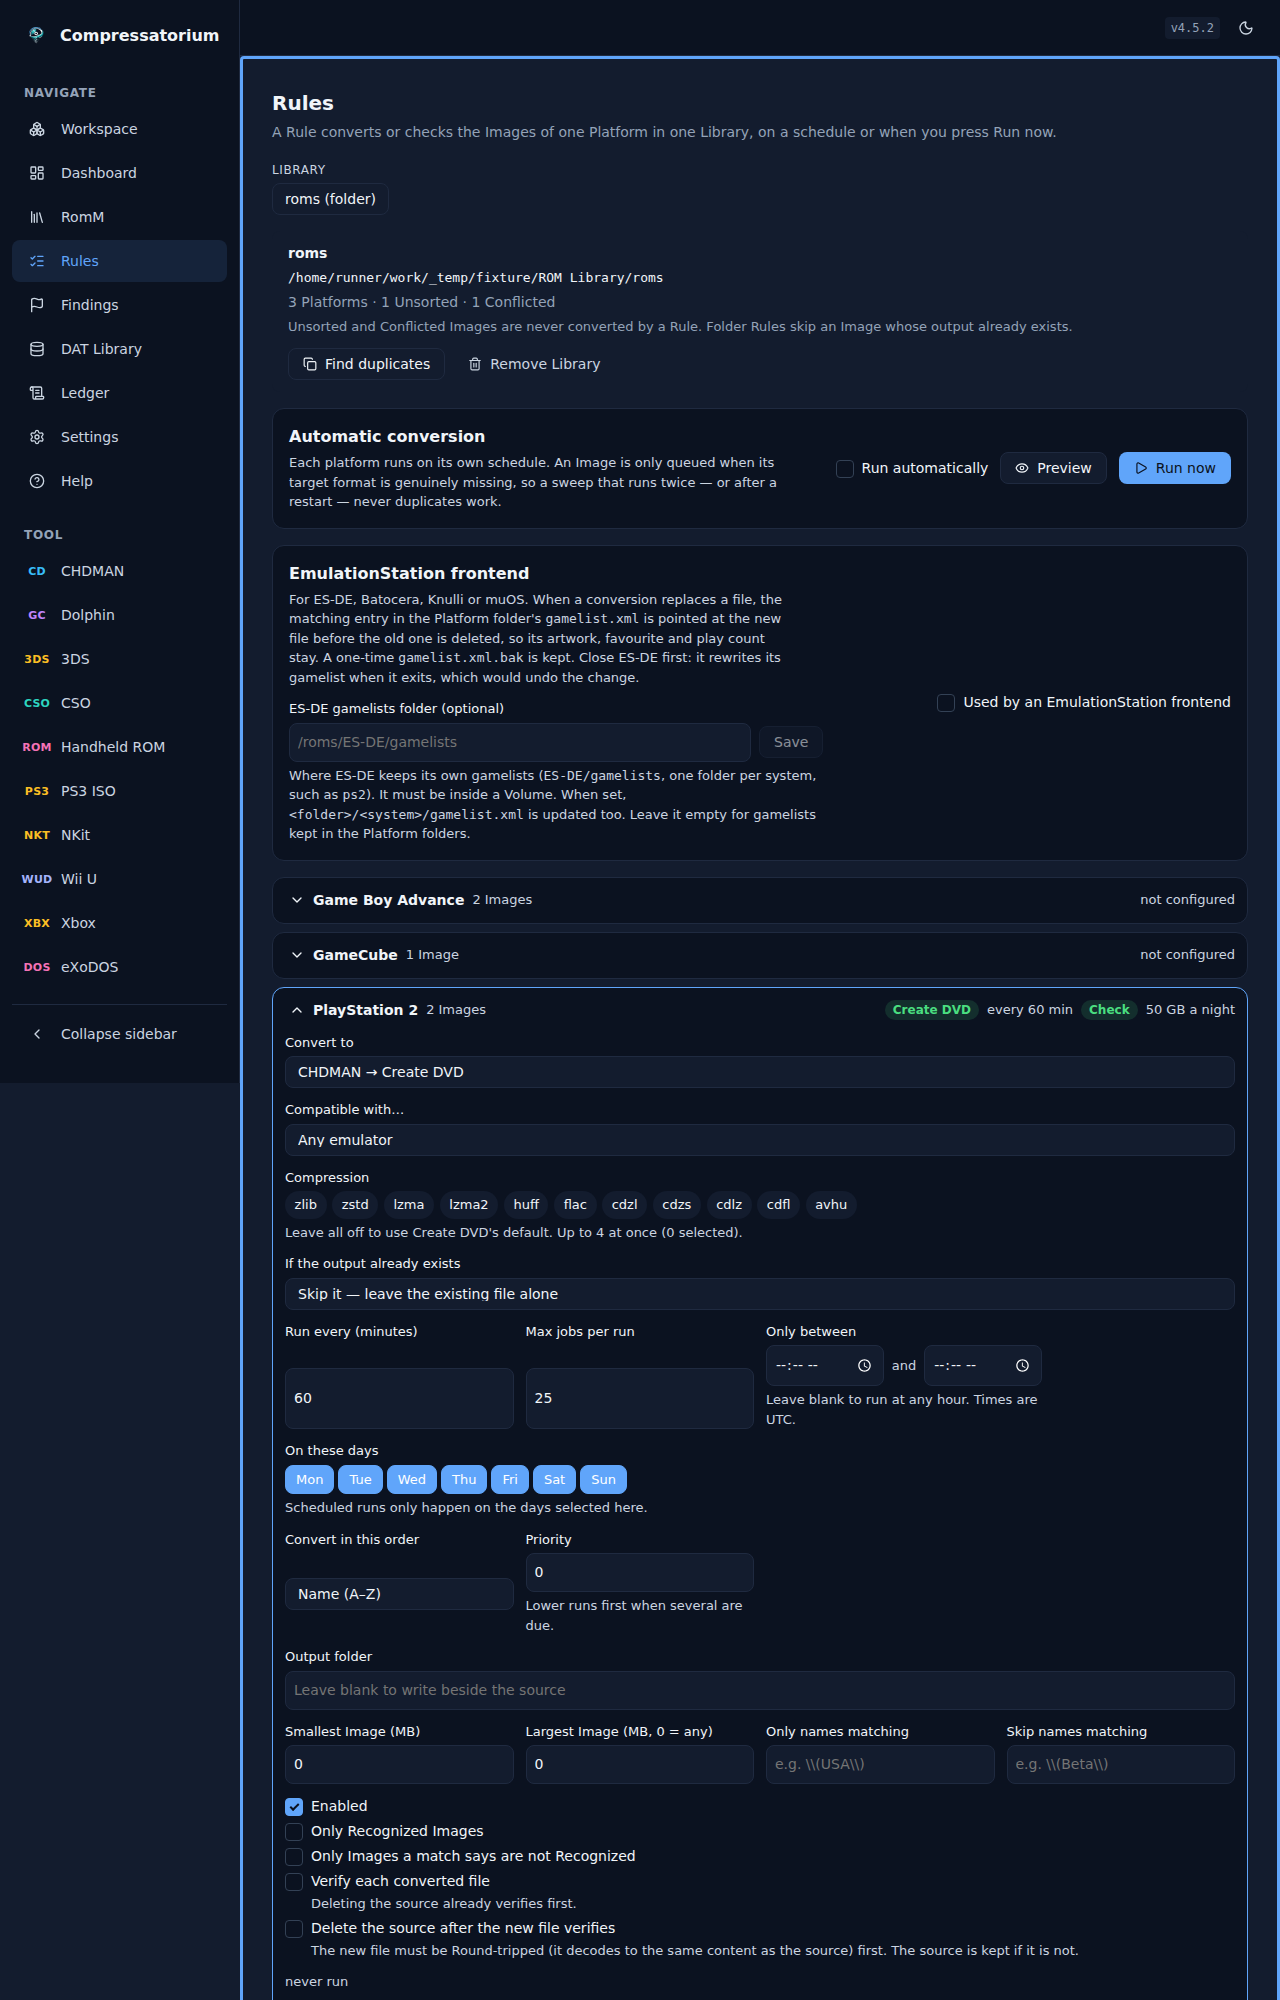 Compressatorium
v4.5.2
NAVIGATE
Workspace
Dashboard
RomM
Rules
Findings
DAT Library
Ledger
Settings
Help
TOOL
CD CHDMAN
GC Dolphin
3DS 3DS
CSO CSO
ROM Handheld ROM
PS3 PS3 ISO
NKT NKit
WUD Wii U
XBX Xbox
DOS eXoDOS
Collapse sidebar
Rules
A Rule converts or checks the Images of one Platform in one Library, on a schedule or when you press Run now.
LIBRARY
roms (folder)
roms
/home/runner/work/_temp/fixture/ROM Library/roms
3 Platforms · 1 Unsorted · 1 Conflicted
Unsorted and Conflicted Images are never converted by a Rule. Folder Rules skip an Image whose output already exists.
Find duplicates Remove Library
Automatic conversion
Each platform runs on its own schedule. An Image is only queued when its
target format is genuinely missing, so a sweep that runs twice — or after a
restart — never duplicates work.
Run automatically Preview Run now
EmulationStation frontend
For ES-DE, Batocera, Knulli or muOS. When a conversion replaces a file, the
matching entry in the Platform folder's gamelist.xml is pointed at the new
file before the old one is deleted, so its artwork, favourite and play count
stay. A one-time gamelist.xml.bak is kept. Close ES-DE first: it rewrites its
gamelist when it exits, which would undo the change.
ES-DE gamelists folder (optional)
/roms/ES-DE/gamelists Save
Where ES-DE keeps its own gamelists (ES-DE/gamelists, one folder per system,
such as ps2). It must be inside a Volume. When set,
<folder>/<system>/gamelist.xml is updated too. Leave it empty for gamelists
kept in the Platform folders.
Used by an EmulationStation frontend
Game Boy Advance 2 Images not configured
GameCube 1 Image not configured
PlayStation 2 2 Images Create DVD every 60 min Check 50 GB a night
Convert to
CHDMAN → Create DVD
Compatible with…
Any emulator
Compression
zlib zstd lzma lzma2 huff flac cdzl cdzs cdlz cdfl avhu
Leave all off to use Create DVD's default. Up to 4 at once (0 selected).
If the output already exists
Skip it — leave the existing file alone
Run every (minutes) Max jobs per run Only between
60 25 --:-- -- and --:-- --
Leave blank to run at any hour. Times are
UTC.
On these days
Mon Tue Wed Thu Fri Sat Sun
Scheduled runs only happen on the days selected here.
Convert in this order Priority
Name (A–Z) 0
Lower runs first when several are
due.
Output folder
Leave blank to write beside the source
Smallest Image (MB) Largest Image (MB, 0 = any) Only names matching Skip names matching
0 0 e.g. \\(USA\\) e.g. \\(Beta\\)
Enabled
Only Recognized Images
Only Images a match says are not Recognized
Verify each converted file
Deleting the source already verifies first.
Delete the source after the new file verifies
The new file must be Round-tripped (it decodes to the same content as the source) first. The source is kept if it is not.
never run